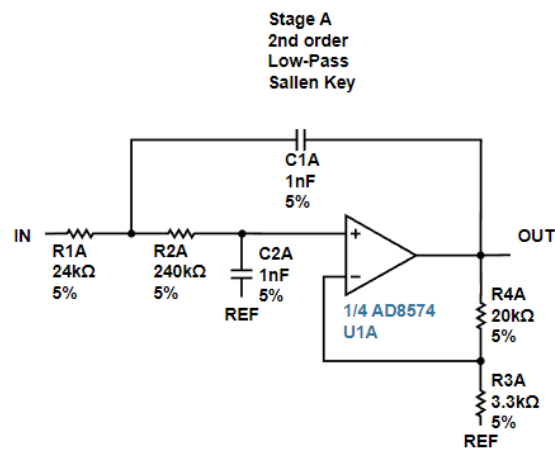 Stage A
2nd order
Low-Pass
Sallen Key
C1A
1nF
5%
IN
R1A
24kΩ
5%
R2A
240kΩ
5%
C2A
1nF
5%
REF
+
−
1/4 AD8574
U1A
OUT
R4A
20kΩ
5%
R3A
3.3kΩ
5%
REF